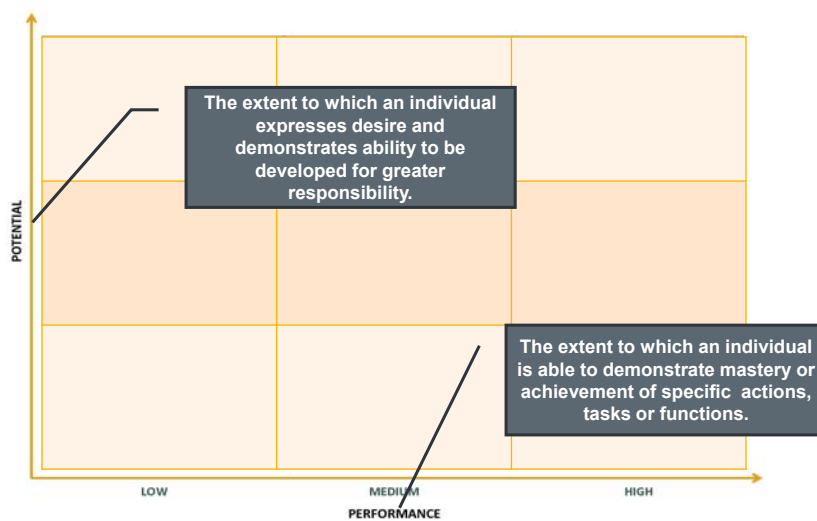 The extent to which an individual
expresses desire and
demonstrates ability to be
developed for greater
responsibility.
POTENTIAL
The extent to which an individual
is able to demonstrate mastery or
achievement of specific actions,
tasks or functions.
LOW
MEDIUM
HIGH
PERFORMANCE